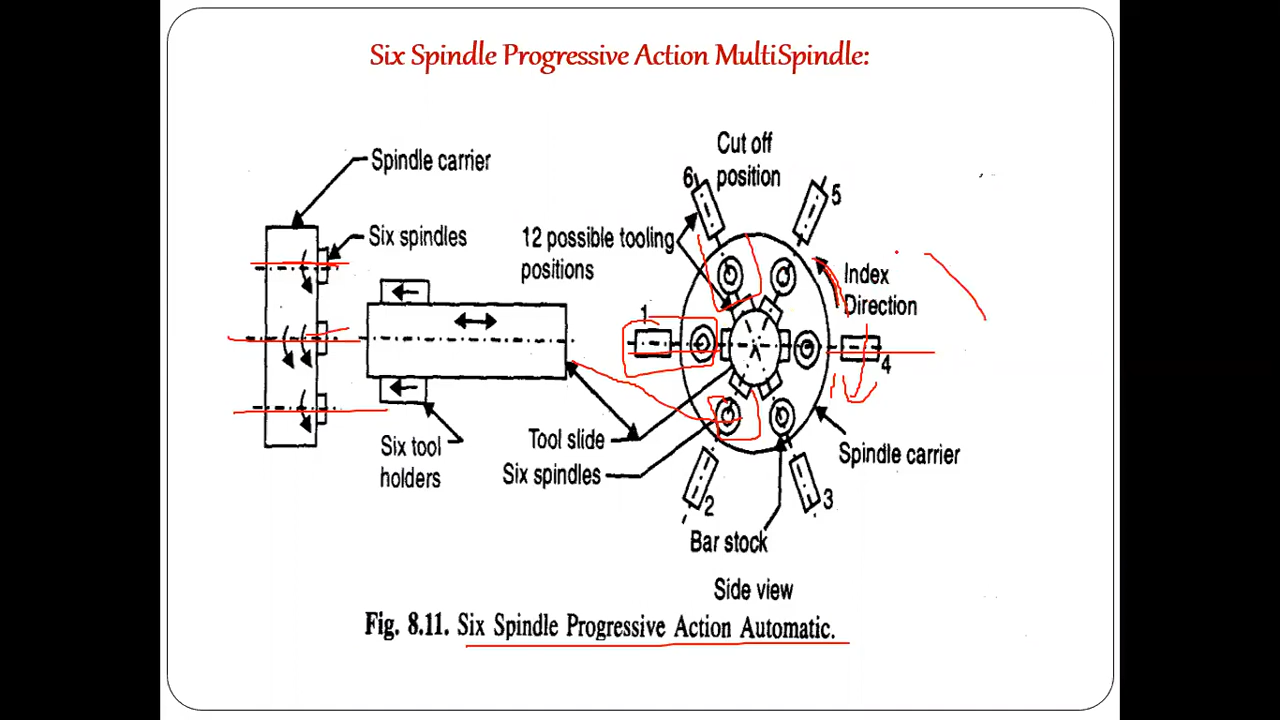 Six Spindle Progressive Action MultiSpindle:
Cut off
position
Spindle carrier
6
5
Six spindles
12 possible tooling
positions
Index
Direction
1
4
Six tool
holders
Tool slide
Six spindles
Spindle carrier
2
3
Bar stock
Side view
Fig. 8.11. Six Spindle Progressive Action Automatic.